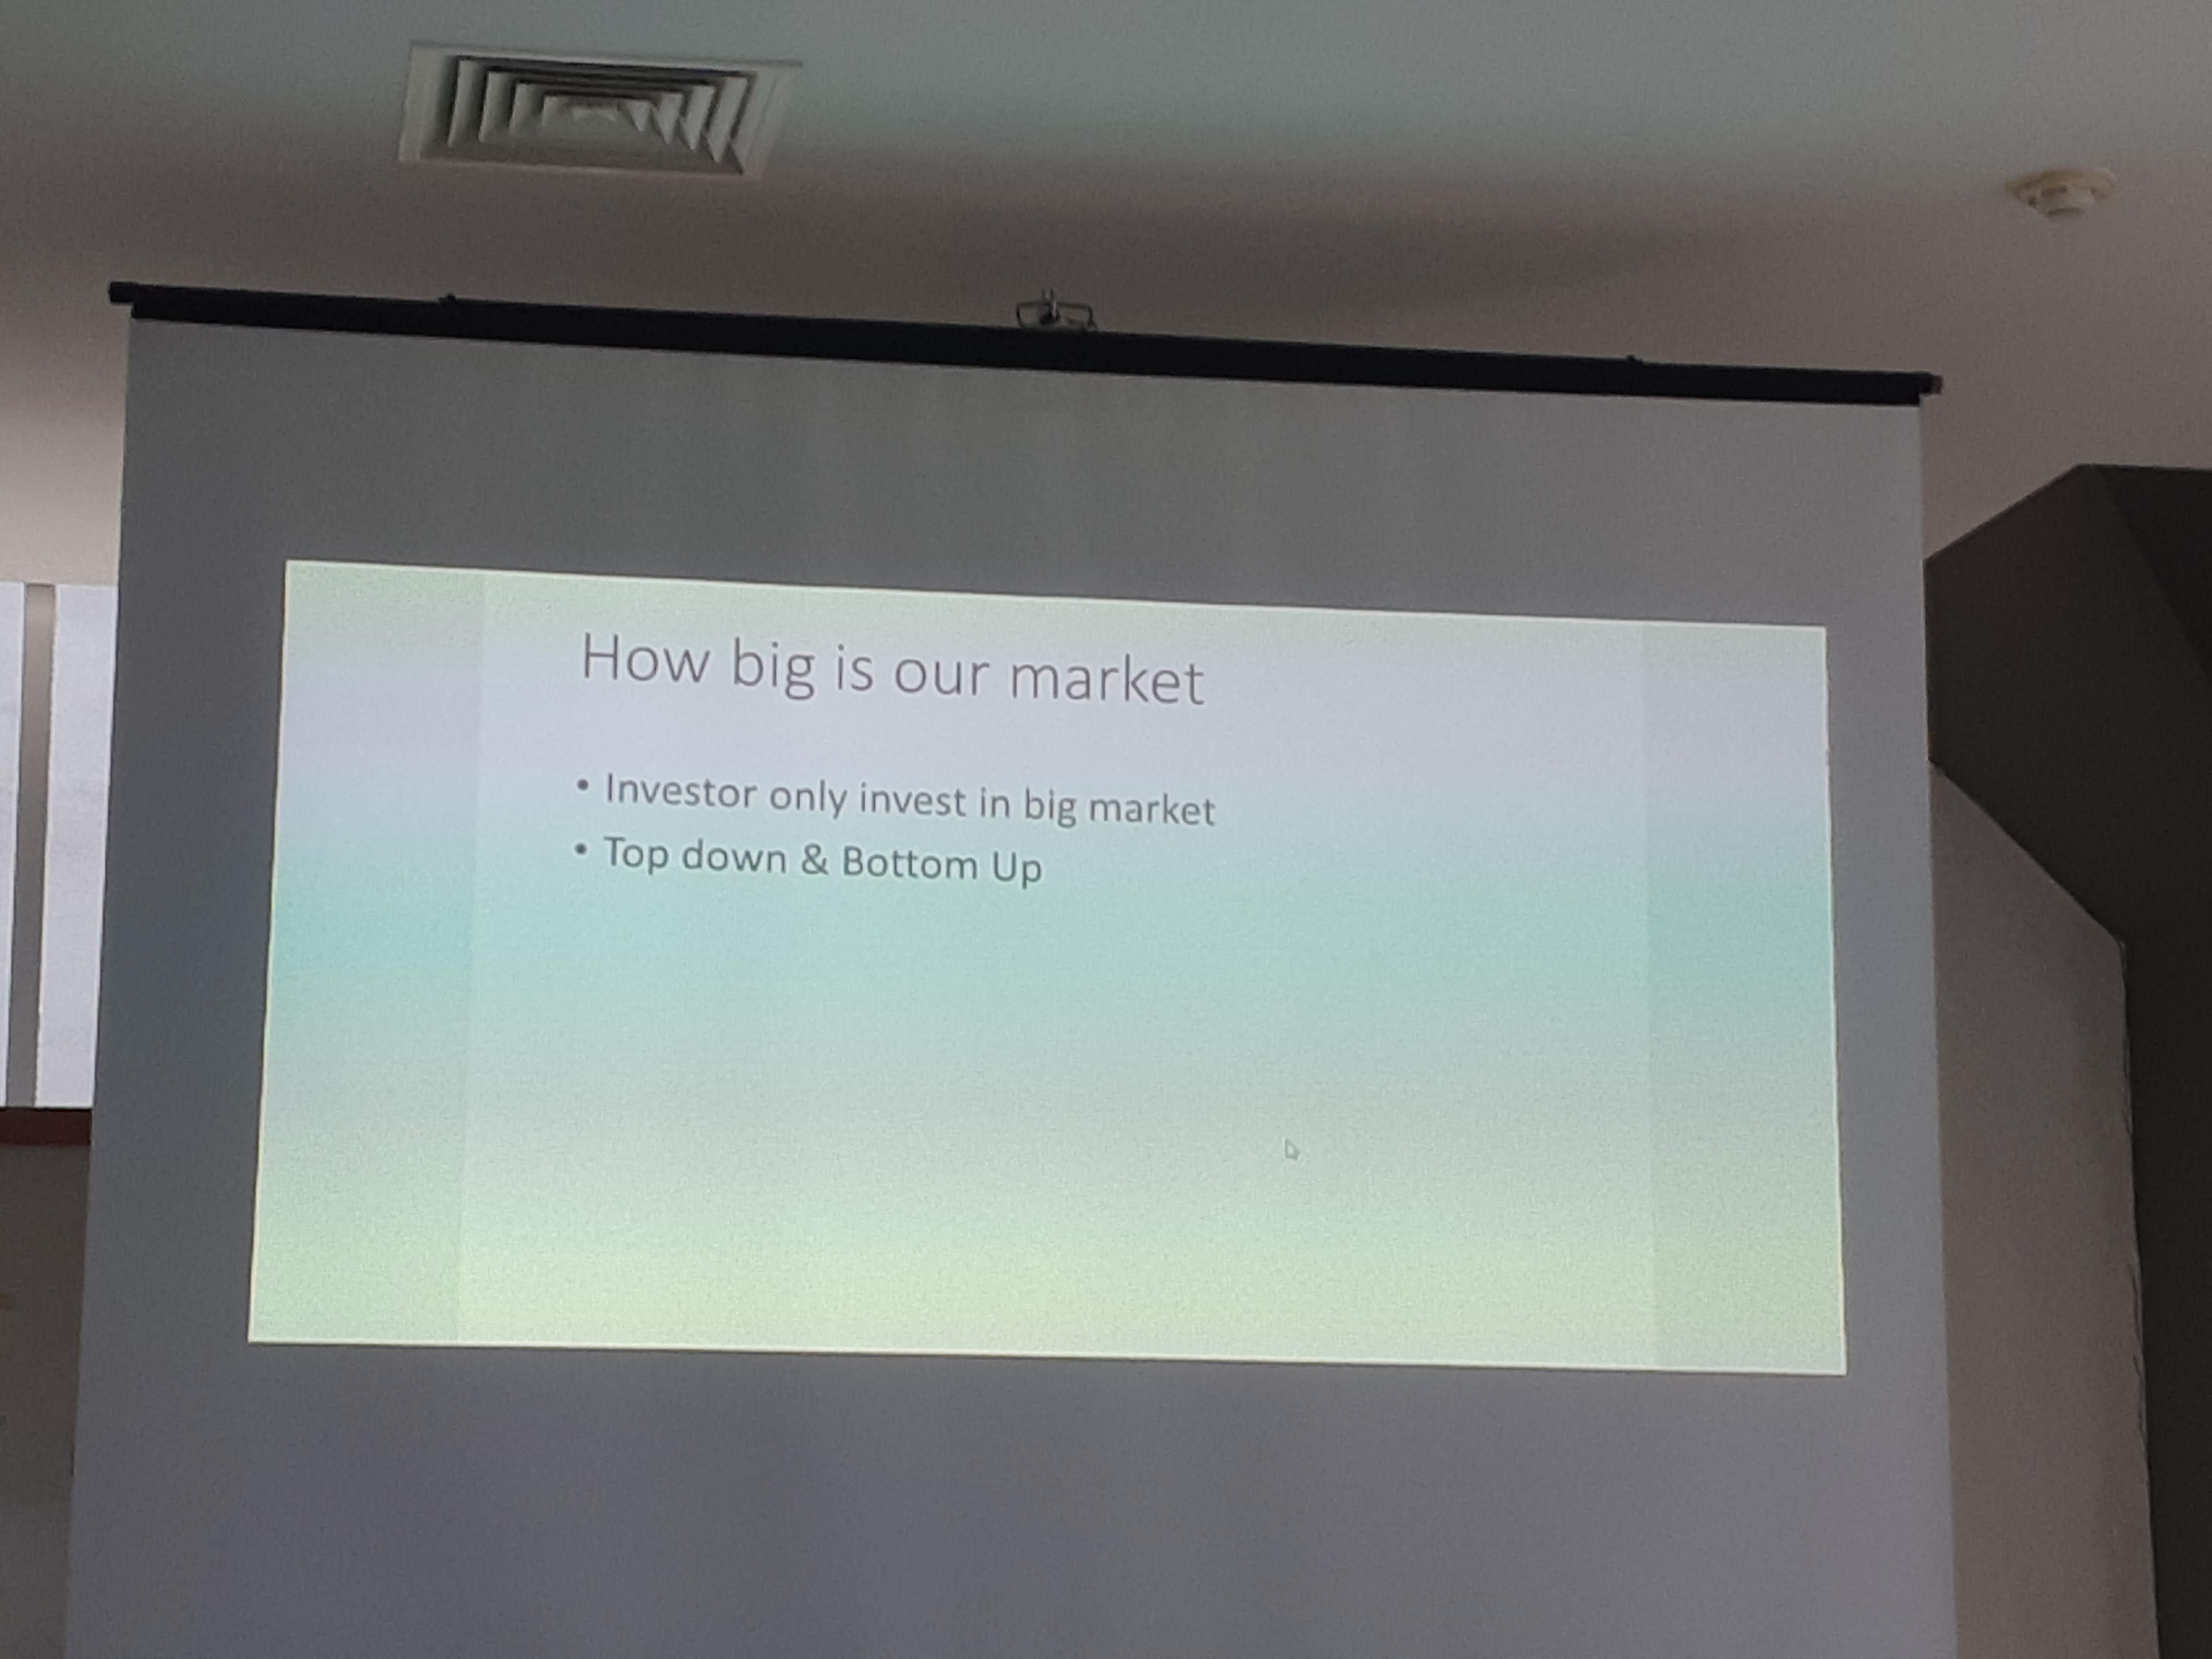 How big is our market
• Investor only invest in big market
• Top down & Bottom Up